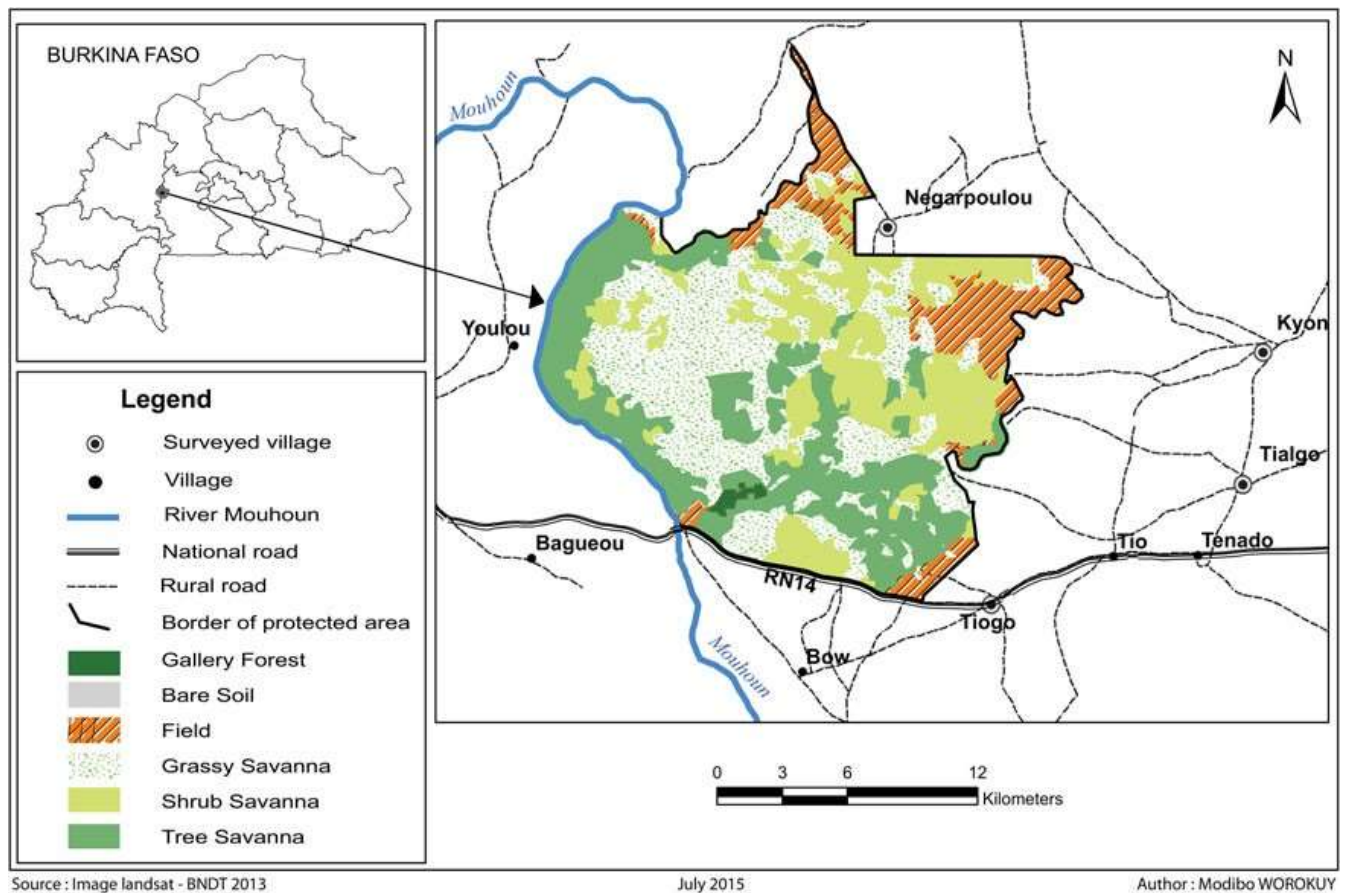 BURKINA FASO
Legend
Surveyed village
Village
River Mouhoun
National road
Rural road
Border of protected area
Gallery Forest
Bare Soil
Field
Grassy Savanna
Shrub Savanna
Tree Savanna
N
Mouhoun
Negarpoulou
Youlou
Kyon
Tialgo
Bagueou
Tio
Tenado
RN14
Tiogo
Bow
Mouhoun
0 3 6 12
Kilometers
Source : Image landsat - BNDT 2013
July 2015
Author : Modibo WOROKUY